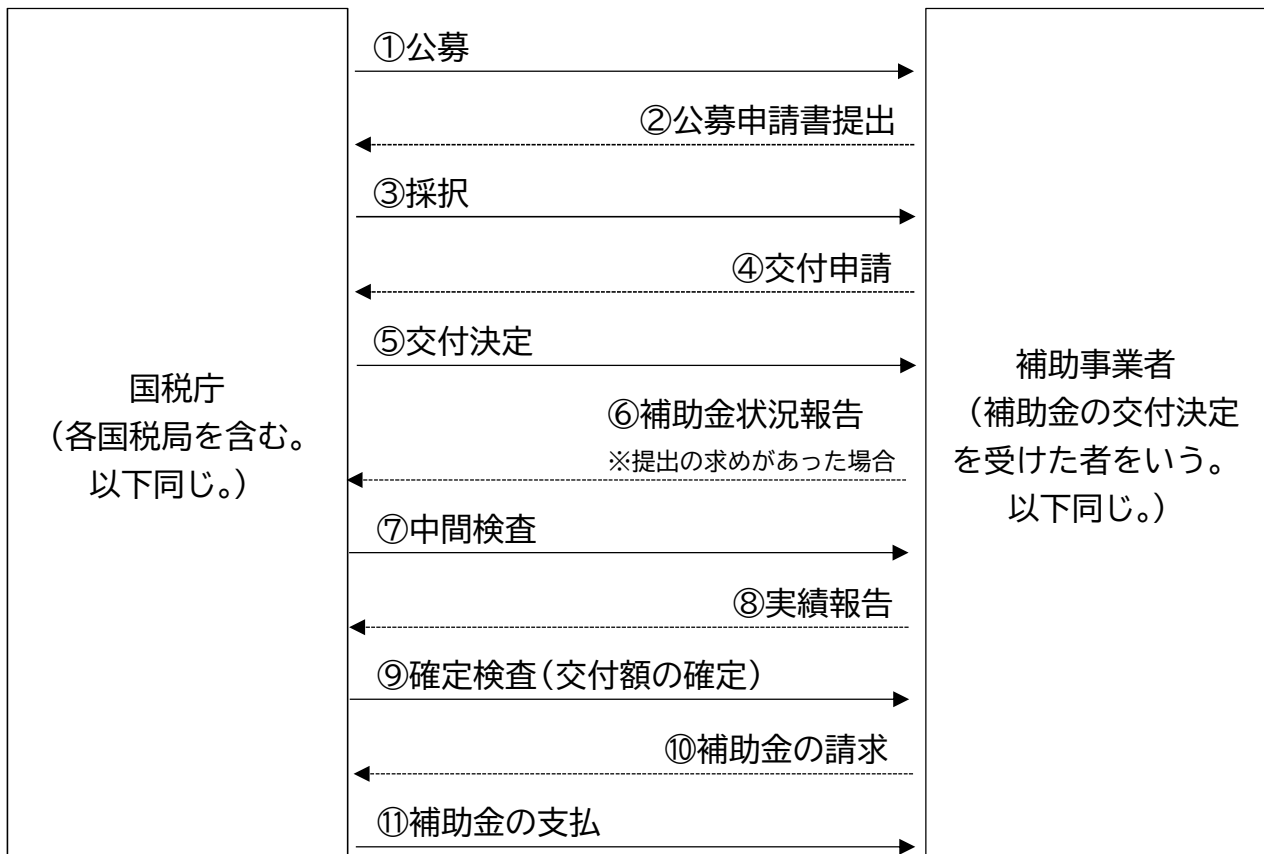 ①公募
②公募申請書提出
③採択
④交付申請
⑤交付決定
国税庁
（各国税局を含む。
以下同じ。）
補助事業者
（補助金の交付決定
を受けた者をいう。
以下同じ。）
⑥補助金状況報告
※提出の求めがあった場合
⑦中間検査
⑧実績報告
⑨確定検査（交付額の確定）
⑩補助金の請求
⑪補助金の支払